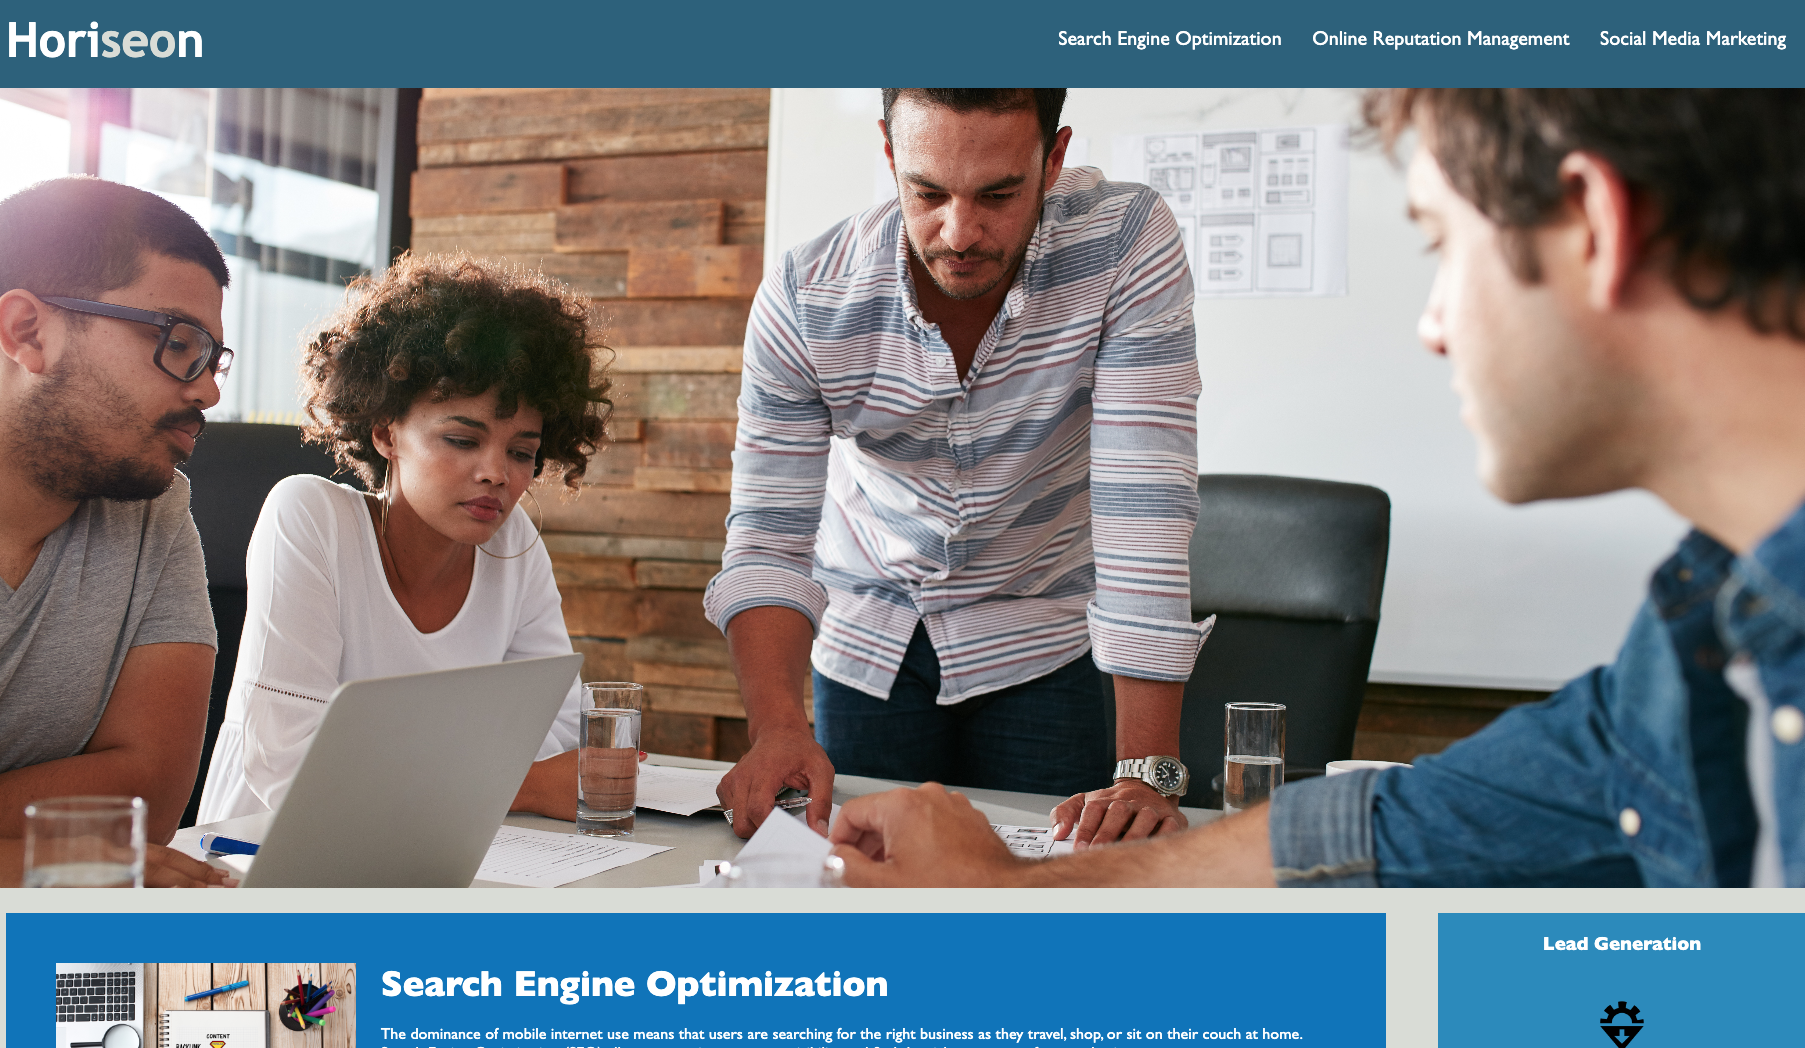 Horiseon
Search Engine Optimization Online Reputation Management Social Media Marketing
Lead Generation
Search Engine Optimization
CONTENT
BACKLINK
The dominance of mobile internet use means that users are searching for the right business as they travel, shop, or sit on their couch at home.